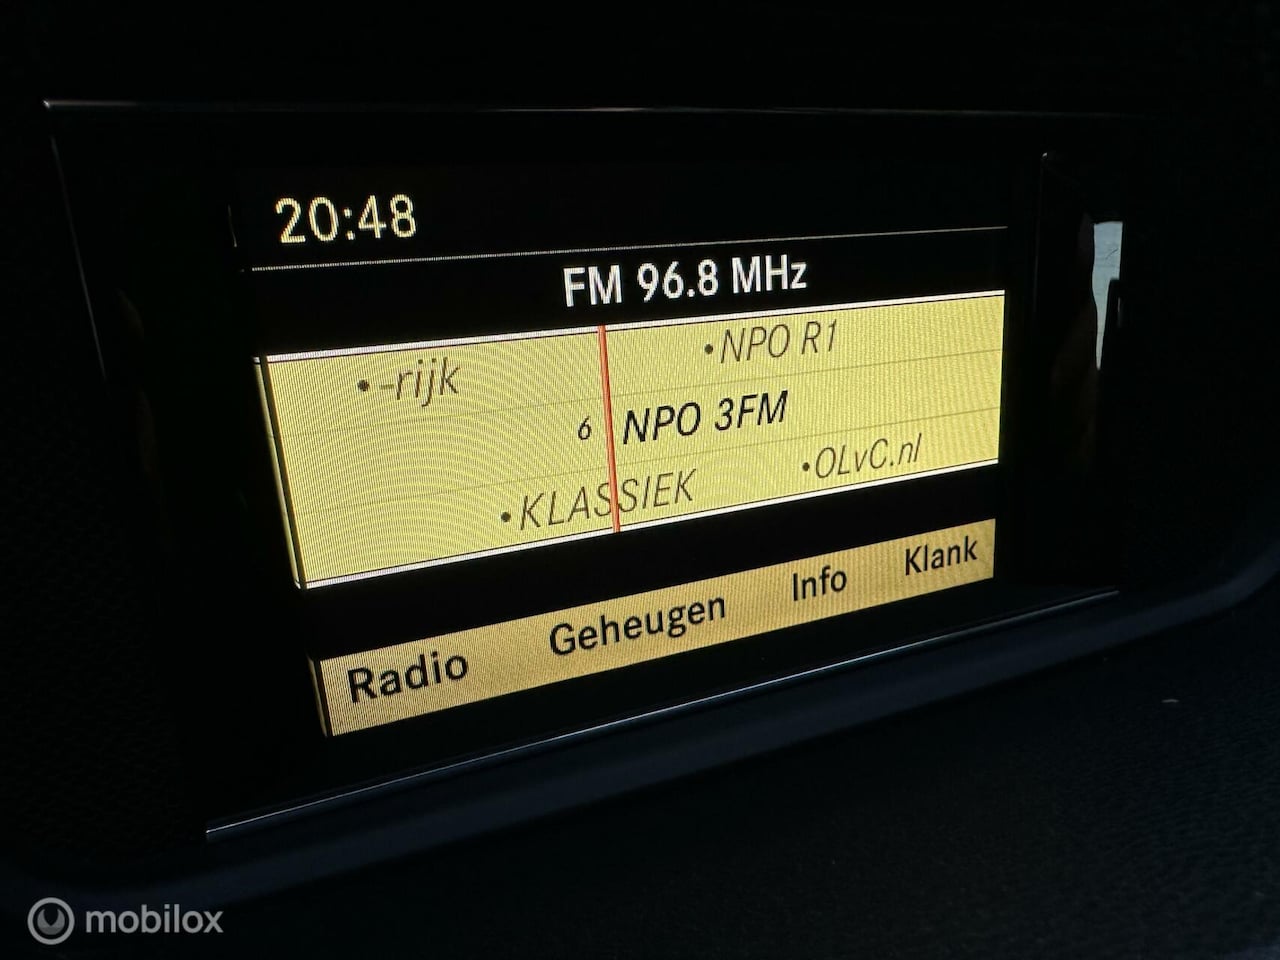 20:48
FM 96.8 MHz
•-rijk
•NPO R1
6 NPO 3FM
•KLASSIEK
•OLvC.nl
Radio Geheugen Info Klank
mobilox